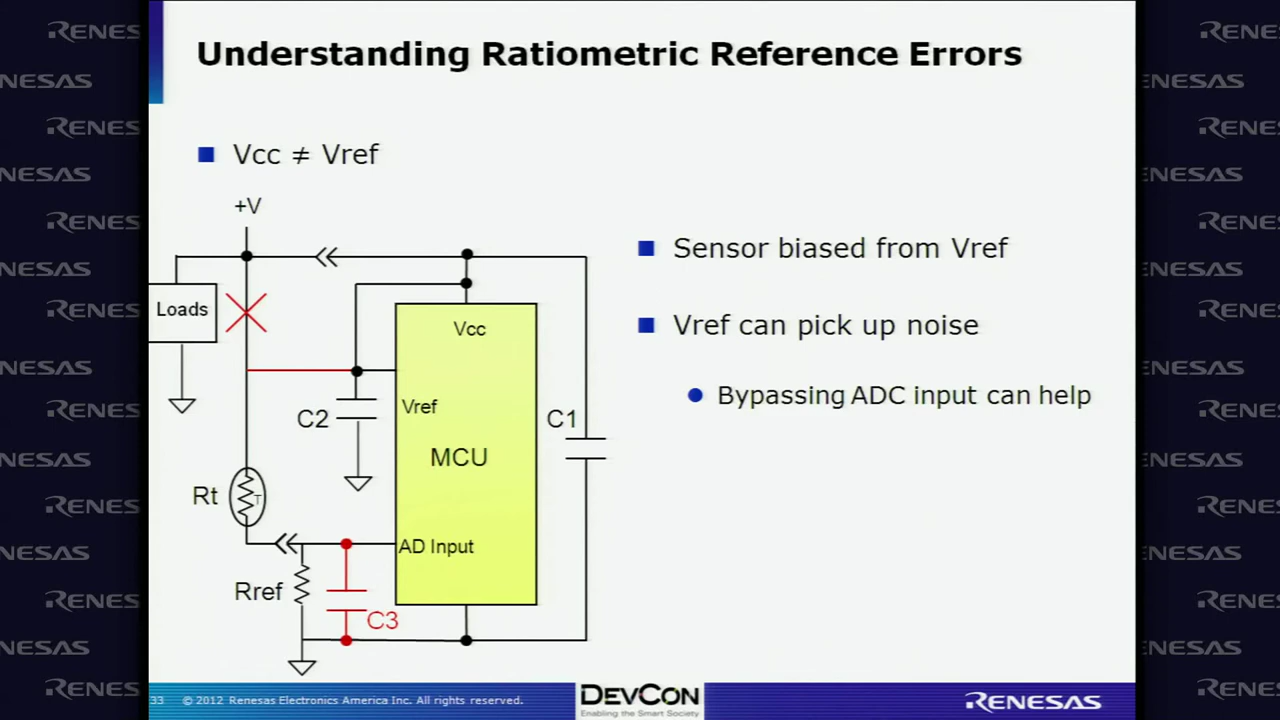 Understanding Ratiometric Reference Errors
Vcc ≠ Vref
+V
Sensor biased from Vref
Loads
Vcc
Vref can pick up noise
Bypassing ADC input can help
C2
Vref
C1
MCU
Rt
T
AD Input
Rref
C3
33
© 2012 Renesas Electronics America Inc. All rights reserved.
DEVCON
Enabling the Smart Society
RENESAS